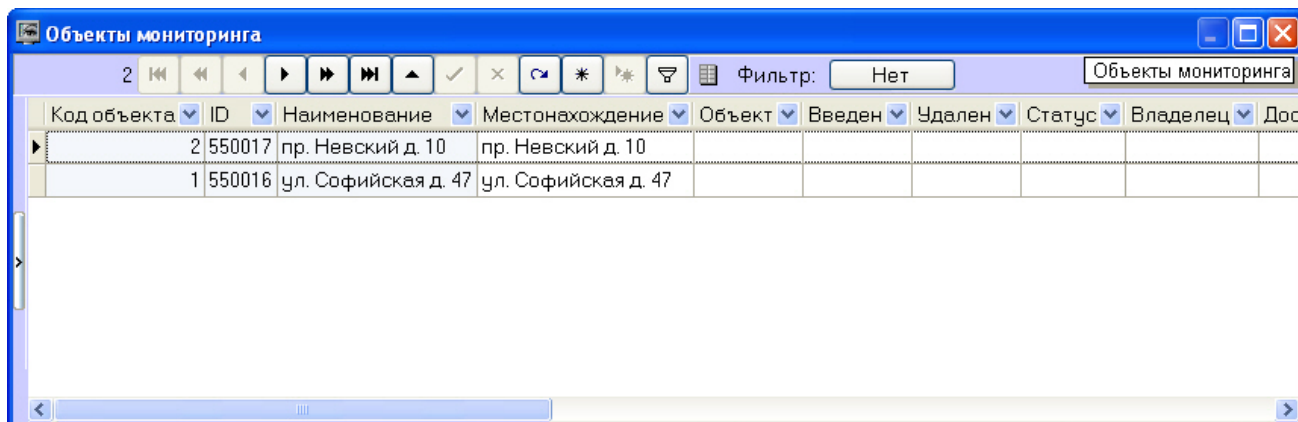 Объекты мониторинга
2 Фильтр: Нет Объекты мониторинга
Код объекта ID Наименование Местонахождение Объект Введен Удален Статус Владелец Дос
2 550017 пр. Невский д. 10 пр. Невский д. 10
1 550016 ул. Софийская д. 47 ул. Софийская д. 47